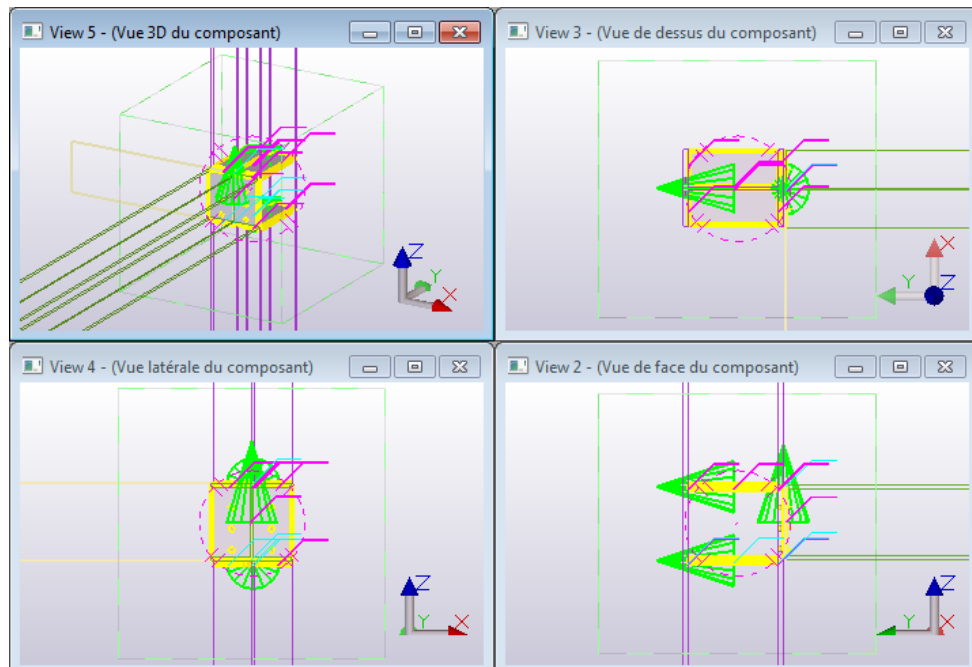 View 5 - (Vue 3D du composant)
View 3 - (Vue de dessus du composant)
Z
Y
X
X
Y
Z
View 4 - (Vue latérale du composant)
View 2 - (Vue de face du composant)
Z
Y
X
Z
Y
X